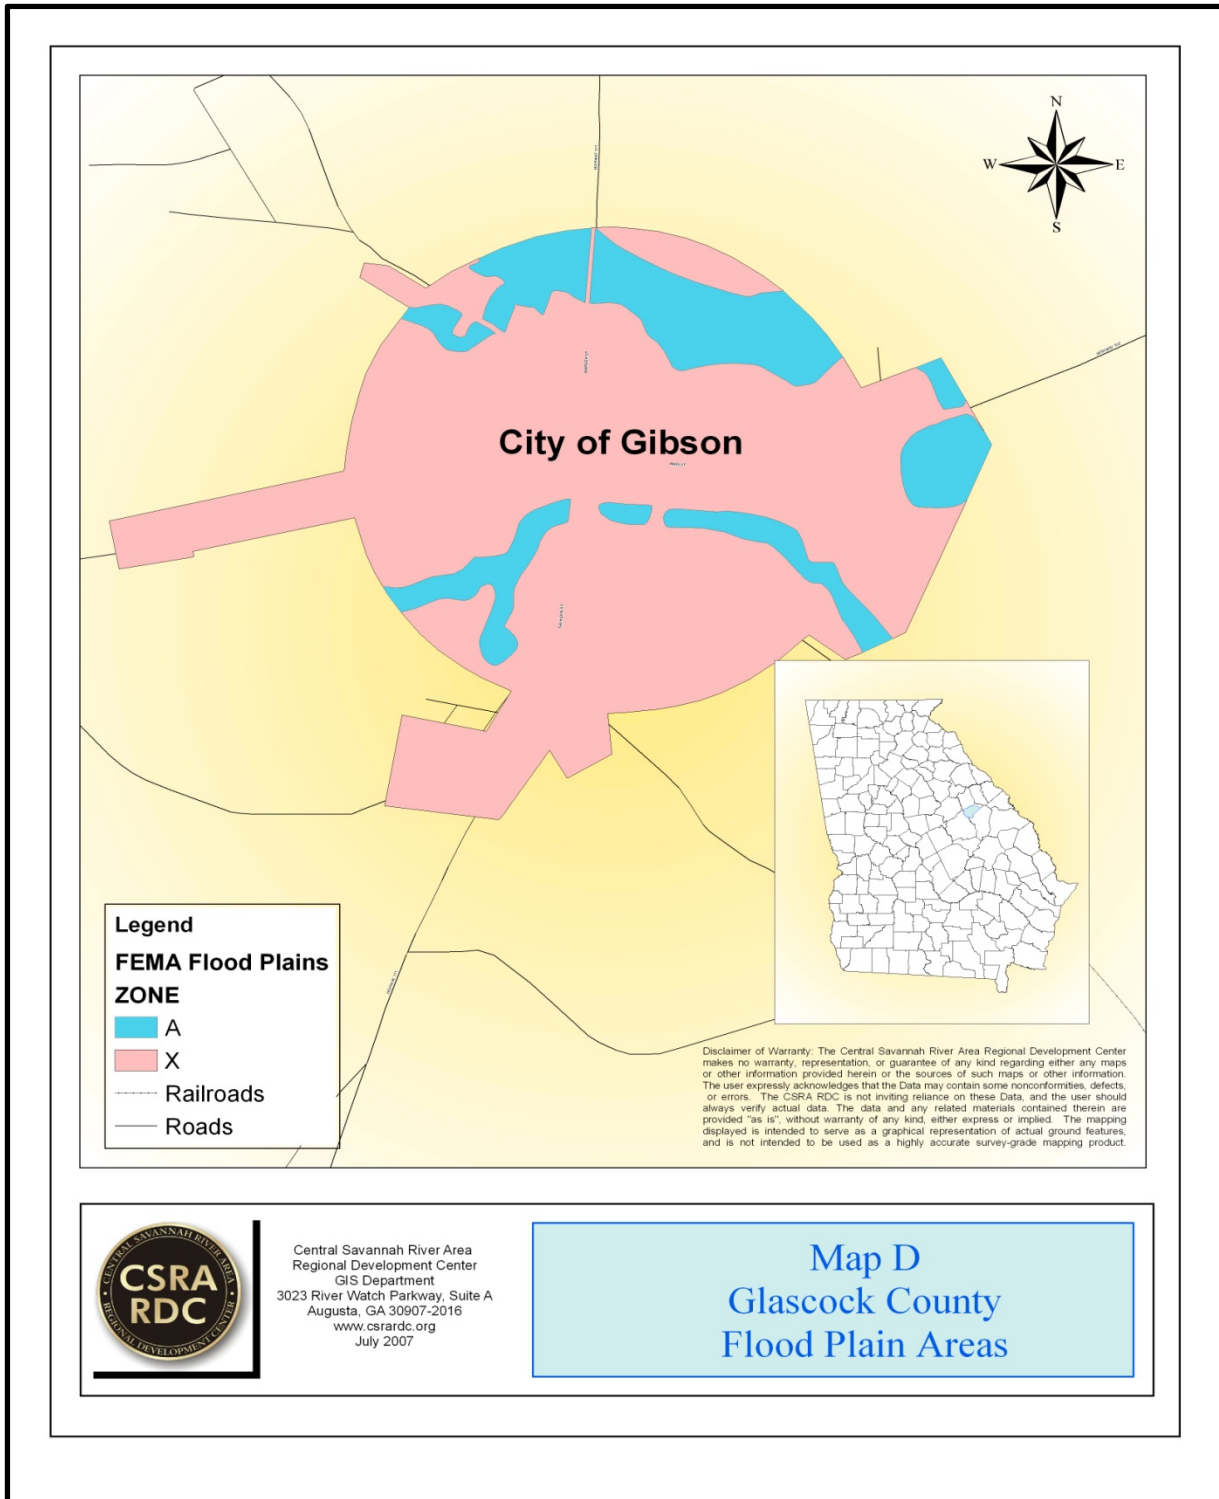 N
W
E
S
City of Gibson
Legend
FEMA Flood Plains
ZONE
A
X
Railroads
Roads
Disclaimer of Warranty: The Central Savannah River Area Regional Development Center
makes no warranty, representation, or guarantee of any kind regarding either any maps
or other information provided herein or the sources of such maps or other information.
The user expressly acknowledges that the Data may contain some nonconformities, defects,
or errors. The CSRA RDC is not inviting reliance on these Data, and the user should
always verify actual data. The data and any related materials contained therein are
provided "as is", without warranty of any kind, either express or implied. The mapping
displayed is intended to serve as a graphical representation of actual ground features,
and is not intended to be used as a highly accurate survey-grade mapping product.
CENTRAL SAVANNAH RIVER AREA
CSRA
RDC
REGIONAL DEVELOPMENT CENTER
Central Savannah River Area
Regional Development Center
GIS Department
3023 River Watch Parkway, Suite A
Augusta, GA 30907-2016
www.csrardc.org
July 2007
Map D
Glascock County
Flood Plain Areas